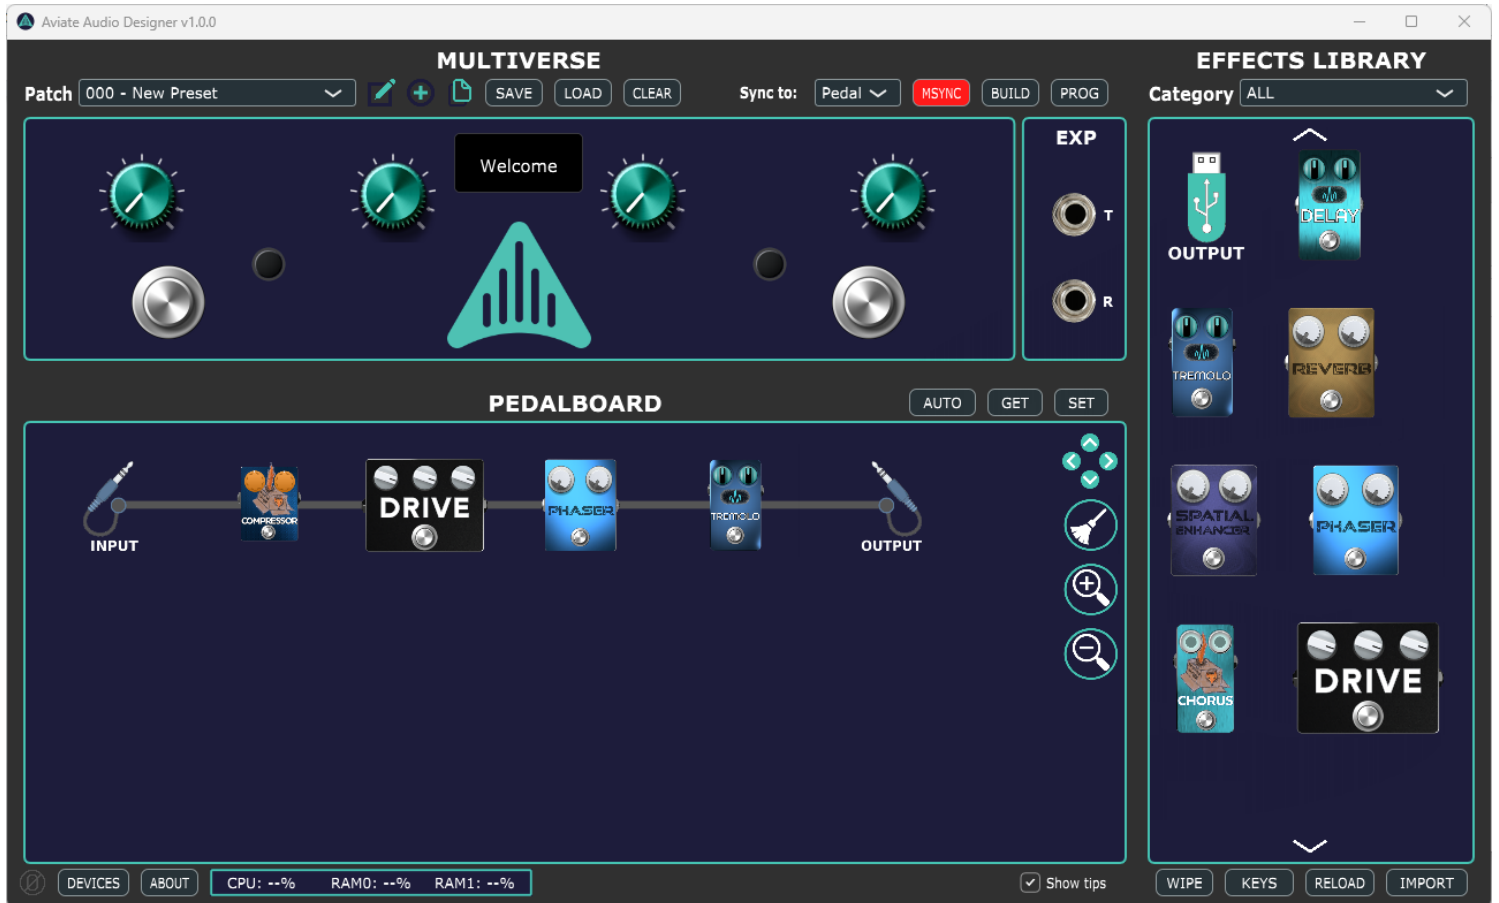 Aviate Audio Designer v1.0.0
MULTIVERSE
EFFECTS LIBRARY
Patch 000 - New Preset SAVE LOAD CLEAR Sync to: Pedal MSYNC BUILD PROG
Category ALL
Welcome
EXP
T
R
OUTPUT
DELAY
TREMOLO
REVERB
SPATIAL
ENHANCER
PHASER
CHORUS
DRIVE
PEDALBOARD
AUTO GET SET
INPUT
COMPRESSOR
DRIVE
PHASER
TREMOLO
OUTPUT
DEVICES ABOUT CPU: --% RAM0: --% RAM1: --% Show tips
WIPE KEYS RELOAD IMPORT